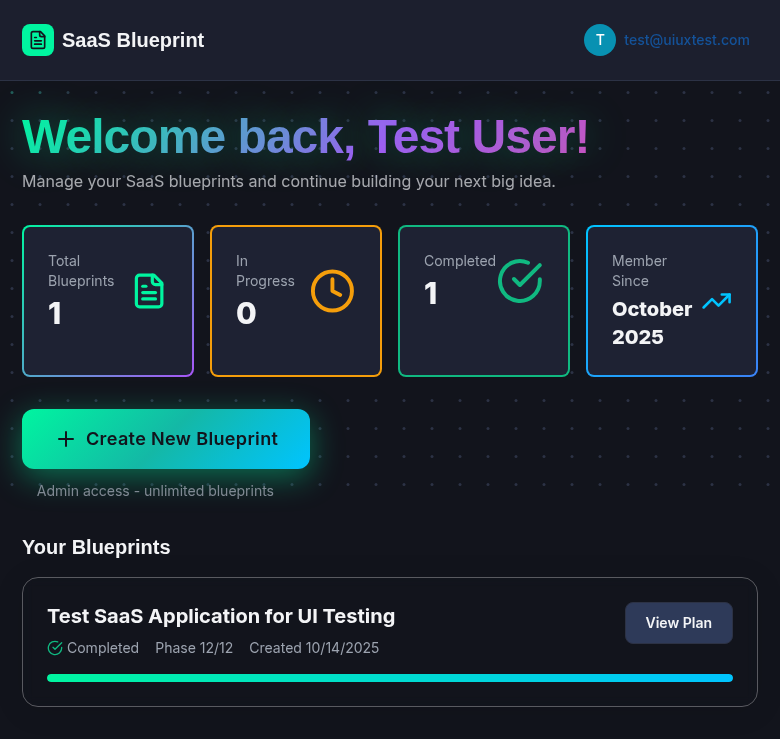 SaaS Blueprint
T test@uiuxtest.com
Welcome back, Test User!
Manage your SaaS blueprints and continue building your next big idea.
Total
Blueprints
1
In
Progress
0
Completed
1
Member
Since
October
2025
Create New Blueprint
Admin access - unlimited blueprints
Your Blueprints
Test SaaS Application for UI Testing
View Plan
Completed Phase 12/12 Created 10/14/2025